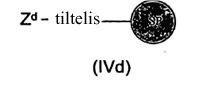 Zᵈ - tiltelis
SP
(IVd)